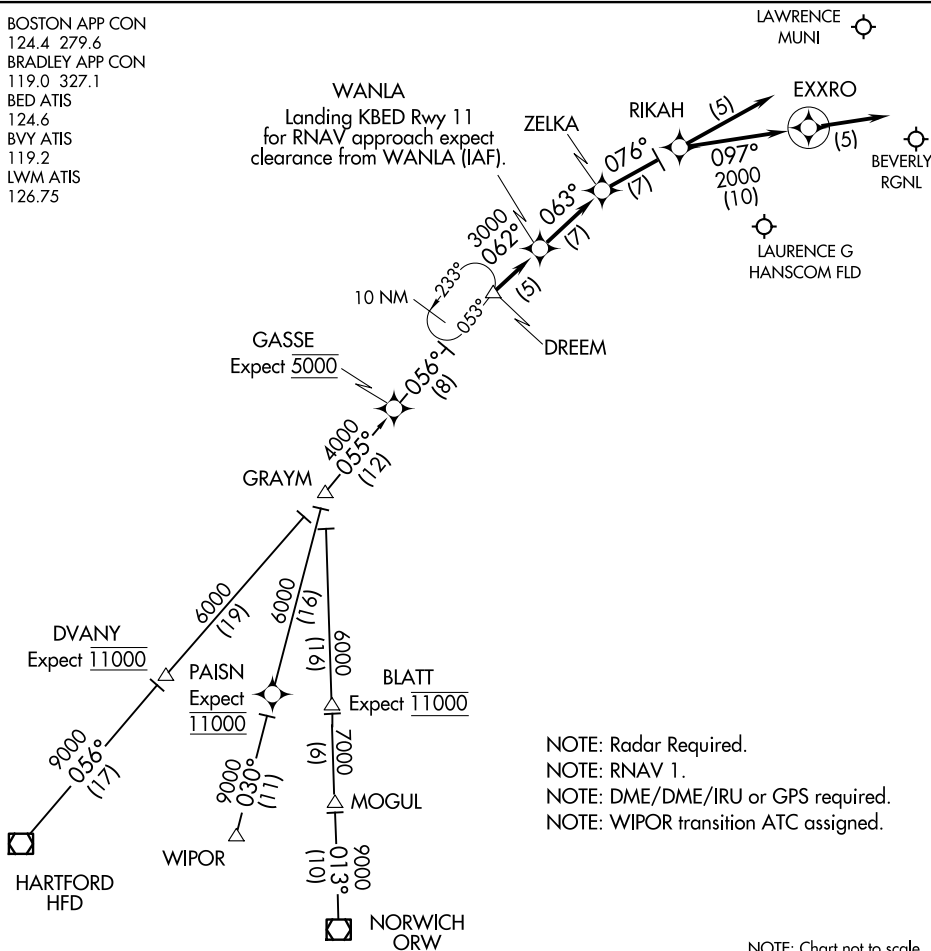 BOSTON APP CON
124.4 279.6
BRADLEY APP CON
119.0 327.1
BED ATIS
124.6
BVY ATIS
119.2
LWM ATIS
126.75
LAWRENCE
MUNI
WANLA
Landing KBED Rwy 11
for RNAV approach expect
clearance from WANLA (IAF).
ZELKA
RIKAH
EXXRO
(5)
(5)
BEVERLY
RGNL
076°
(7)
097°
2000
(10)
063°
(7)
LAURENCE G
HANSCOM FLD
3000
062°
(5)
233°
053°
10 NM
DREEM
GASSE
Expect 5000
056°
(8)
4000
055°
(12)
GRAYM
6000
(19)
6000
(16)
6000
(16)
DVANY
Expect 11000
PAISN
Expect
11000
BLATT
Expect 11000
9000
056°
(17)
9000
030°
(11)
7000
(6)
MOGUL
WIPOR
9000
013°
(10)
HARTFORD
HFD
NORWICH
ORW
NOTE: Radar Required.
NOTE: RNAV 1.
NOTE: DME/DME/IRU or GPS required.
NOTE: WIPOR transition ATC assigned.
NOTE: Chart not to scale